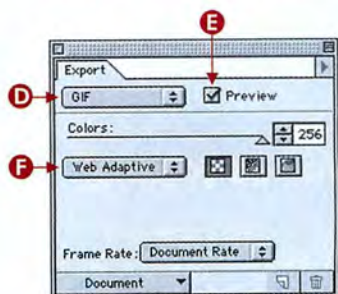 E
Export
D
GIF
Preview
Colors:
256
F
Web Adaptive
Frame Rate: Document Rate
Document